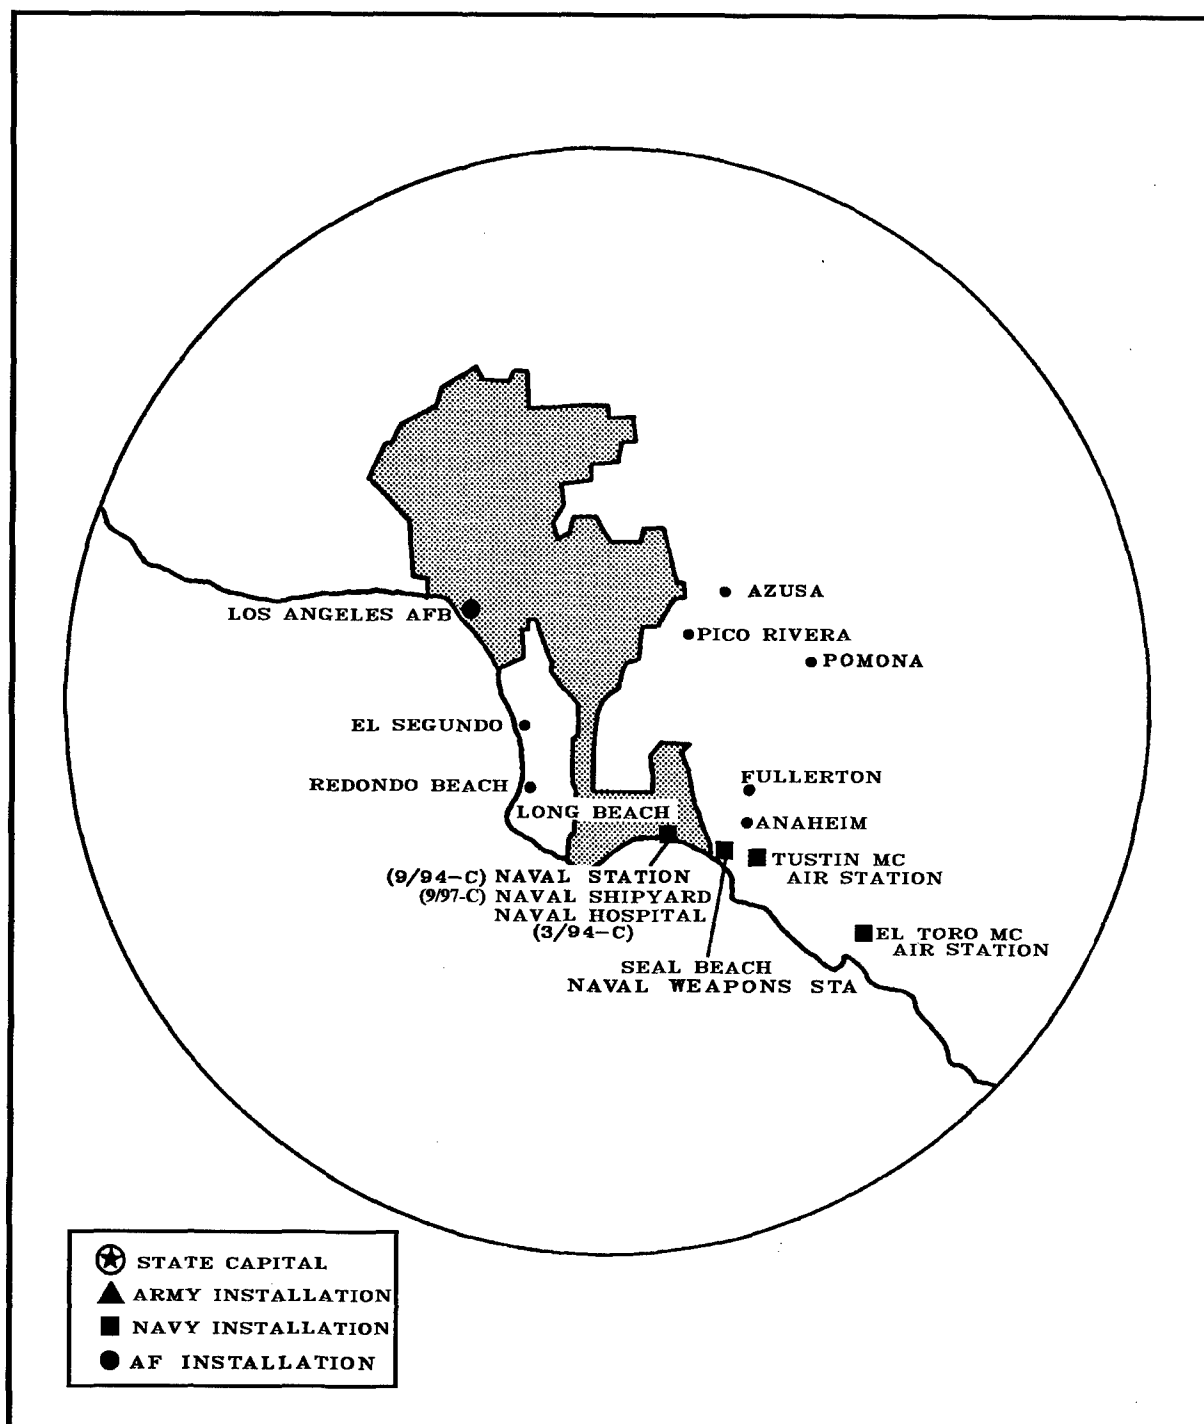 AZUSA
LOS ANGELES AFB
PICO RIVERA
POMONA
EL SEGUNDO
REDONDO BEACH
FULLERTON
LONG BEACH
ANAHEIM
TUSTIN MC
AIR STATION
(9/94-C) NAVAL STATION
(9/97-C) NAVAL SHIPYARD
NAVAL HOSPITAL
(3/94-C)
EL TORO MC
AIR STATION
SEAL BEACH
NAVAL WEAPONS STA
STATE CAPITAL
ARMY INSTALLATION
NAVY INSTALLATION
AF INSTALLATION